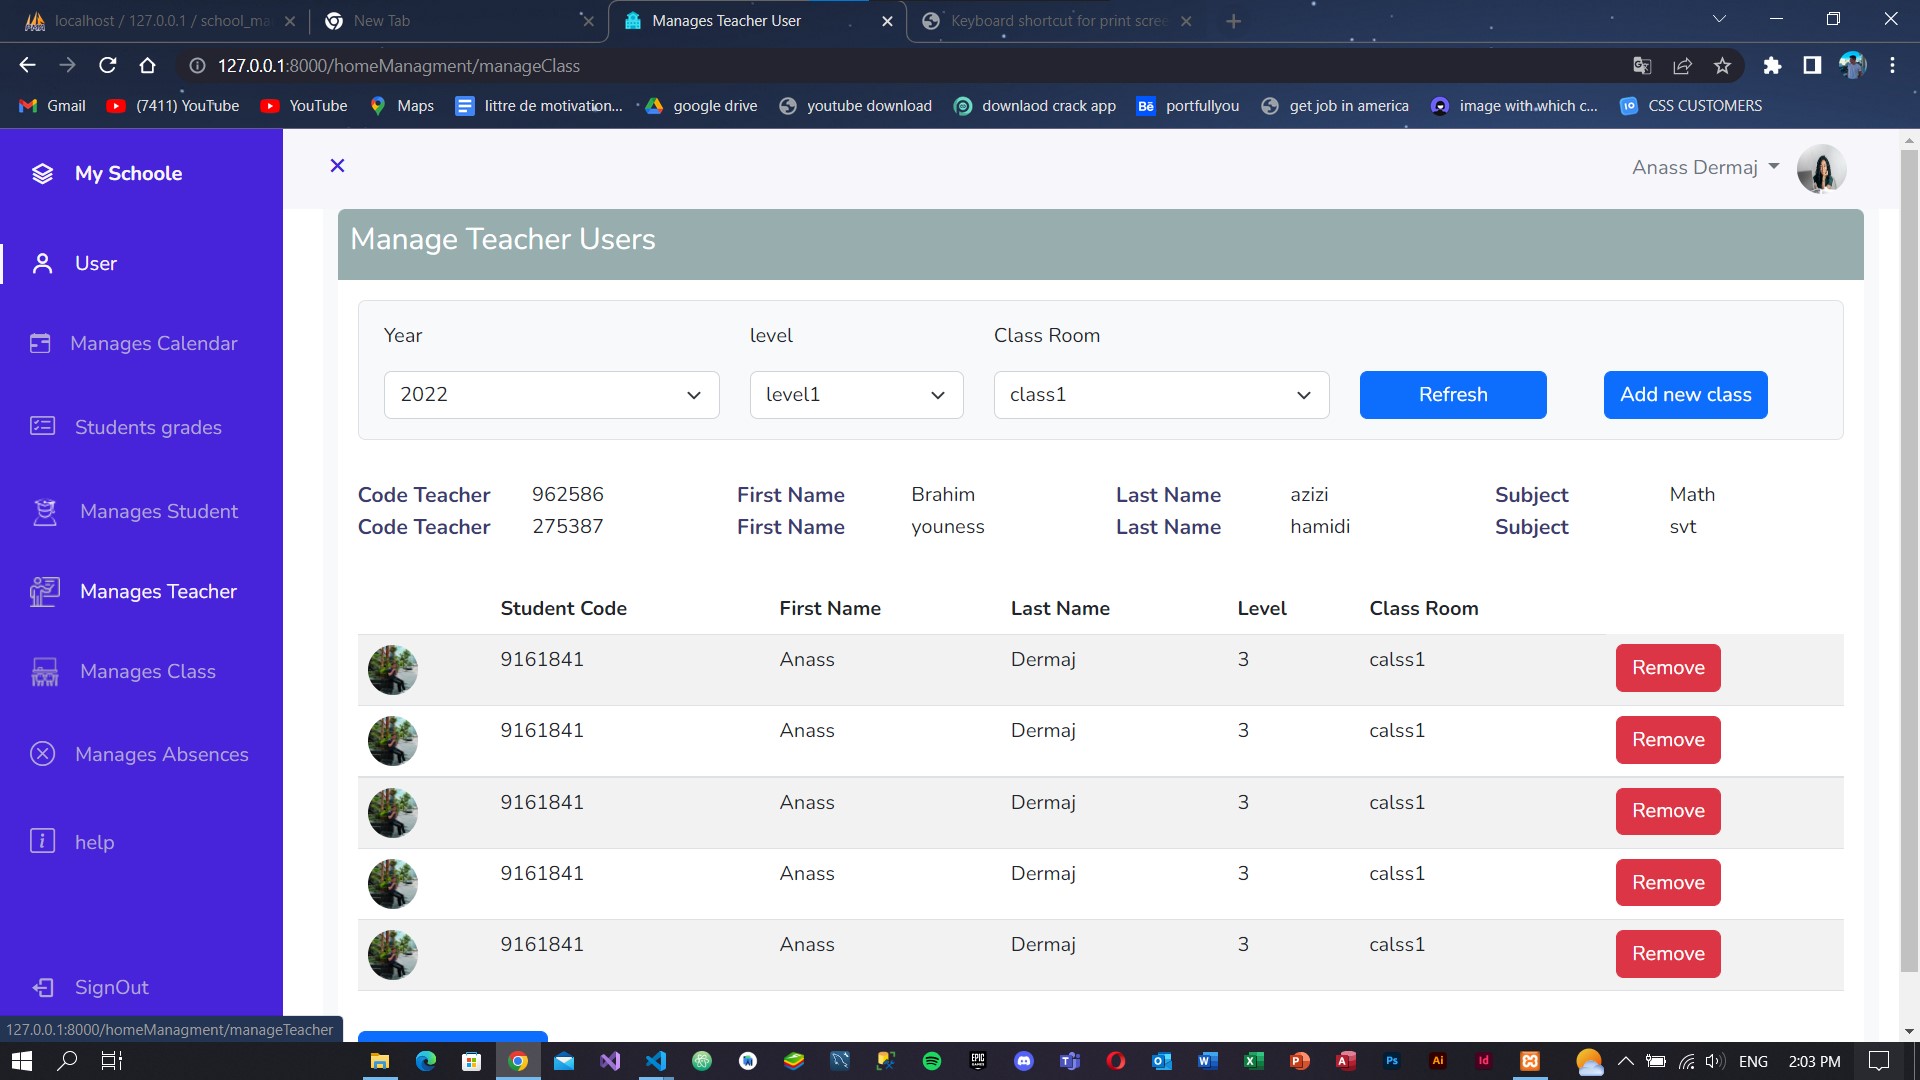 localhost / 127.0.0.1 / school_ma
New Tab
Manages Teacher User
Keyboard shortcut for print scree
127.0.0.1:8000/homeManagment/manageClass
Gmail
(7411) YouTube
YouTube
Maps
littre de motivation...
google drive
youtube download
downlaod crack app
portfullyou
get job in america
image with which c...
CSS CUSTOMERS
My Schoole
User
Manages Calendar
Students grades
Manages Student
Manages Teacher
Manages Class
Manages Absences
help
SignOut
127.0.0.1:8000/homeManagment/manageTeacher
Anass Dermaj
Manage Teacher Users
Year level Class Room
2022 level1 class1 Refresh Add new class
Code Teacher 962586 First Name Brahim Last Name azizi Subject Math
Code Teacher 275387 First Name youness Last Name hamidi Subject svt
Student Code First Name Last Name Level Class Room
9161841 Anass Dermaj 3 calss1 Remove
9161841 Anass Dermaj 3 calss1 Remove
9161841 Anass Dermaj 3 calss1 Remove
9161841 Anass Dermaj 3 calss1 Remove
9161841 Anass Dermaj 3 calss1 Remove
ENG 2:03 PM